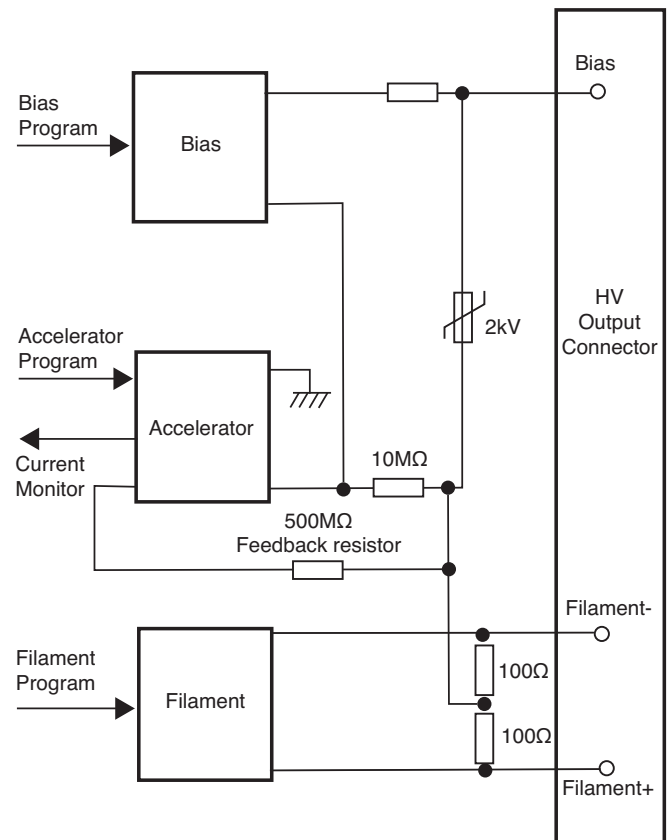 Bias
Program
Bias
Bias
HV
Output
Connector
2kV
Accelerator
Program
Accelerator
Current
Monitor
10MΩ
500MΩ
Feedback resistor
Filament-
100Ω
Filament
Program
Filament
100Ω
Filament+